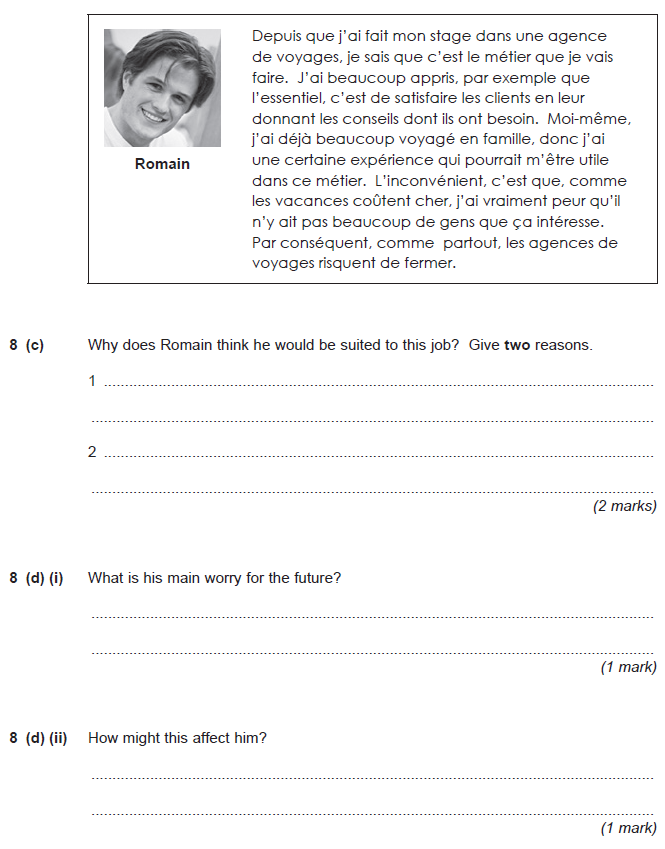 Depuis que j'ai fait mon stage dans une agence
de voyages, je sais que c'est le métier que je vais
faire. J'ai beaucoup appris, par exemple que
l'essentiel, c'est de satisfaire les clients en leur
donnant les conseils dont ils ont besoin. Moi-même,
j'ai déjà beaucoup voyagé en famille, donc j'ai
une certaine expérience qui pourrait m'être utile
dans ce métier. L'inconvénient, c'est que, comme
les vacances coûtent cher, j'ai vraiment peur qu'il
n'y ait pas beaucoup de gens que ça intéresse.
Par conséquent, comme partout, les agences de
voyages risquent de fermer.
Romain
8 (c) Why does Romain think he would be suited to this job? Give two reasons.
1
2
(2 marks)
8 (d) (i) What is his main worry for the future?
(1 mark)
8 (d) (ii) How might this affect him?
(1 mark)